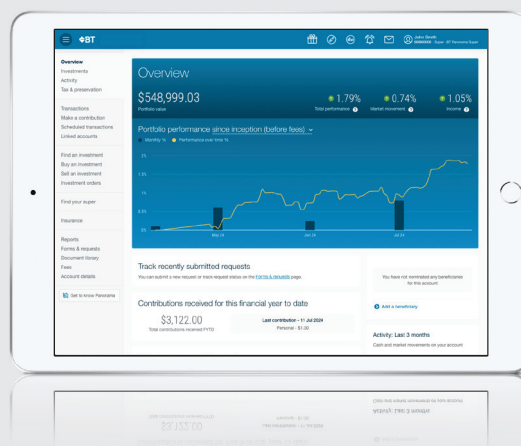 BT
John Smith
Super · BT Panorama Super
Overview
Investments
Activity
Tax & preservation
Transactions
Make a contribution
Scheduled transactions
Linked accounts
Find an investment
Buy an investment
Sell an investment
Investment orders
Find your super
Insurance
Reports
Forms & requests
Document library
Fees
Account details
Get to know Panorama
Overview
$548,999.03
Portfolio value
1.79%
Total performance
0.74%
Market movement
1.05%
Income
Portfolio performance since inception (before fees)
Monthly %
Performance over time %
2%
1.5%
1%
0.5%
0%
May 24
Jun 24
Jul 24
Track recently submitted requests
You can submit a new request or track request status on the Forms & requests page.
Contributions received for this financial year to date
$3,122.00
Total contributions received FYTD
Last contribution - 11 Jul 2024
Personal - $1.00
You have not nominated any beneficiaries
for this account
Add a beneficiary
Activity: Last 3 months
Cash and market movements on your account